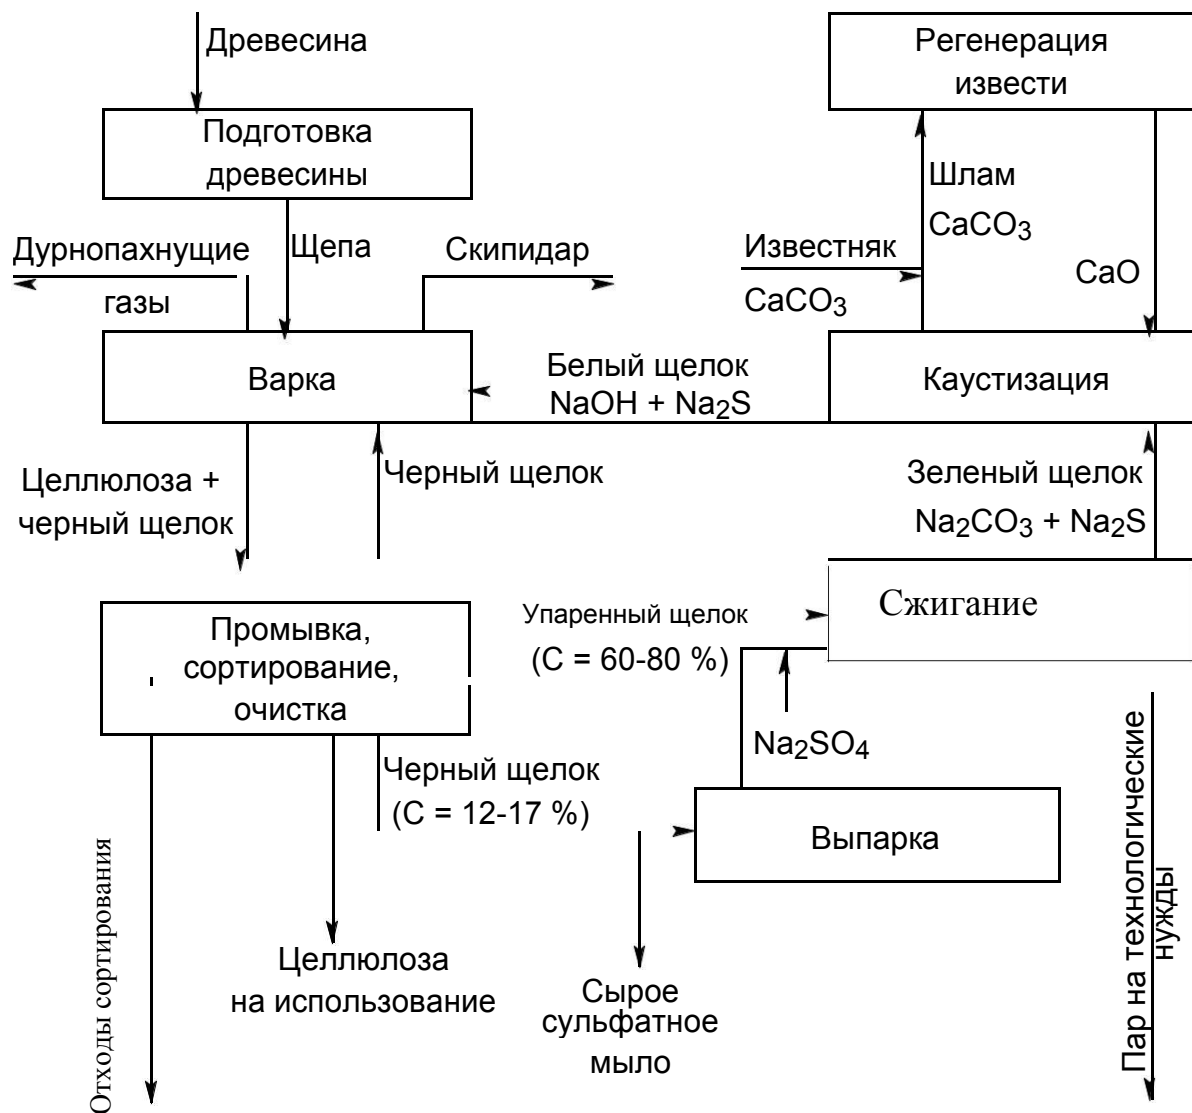 Древесина
Регенерация
извести
Подготовка
древесины
Шлам
CaCO3
Дурнопахнущие
газы
Щепа
Скипидар
Известняк
CaCO3
CaO
Варка
Белый щелок
NaOH + Na2S
Каустизация
Целлюлоза +
черный щелок
Черный щелок
Зеленый щелок
Na2CO3 + Na2S
Сжигание
Упаренный щелок
(С = 60-80 %)
Промывка,
сортирование,
очистка
Na2SO4
Черный щелок
(С = 12-17 %)
Выпарка
Отходы сортирования
Целлюлоза
на использование
Сырое
сульфатное
мыло
Пар на технологические
нужды